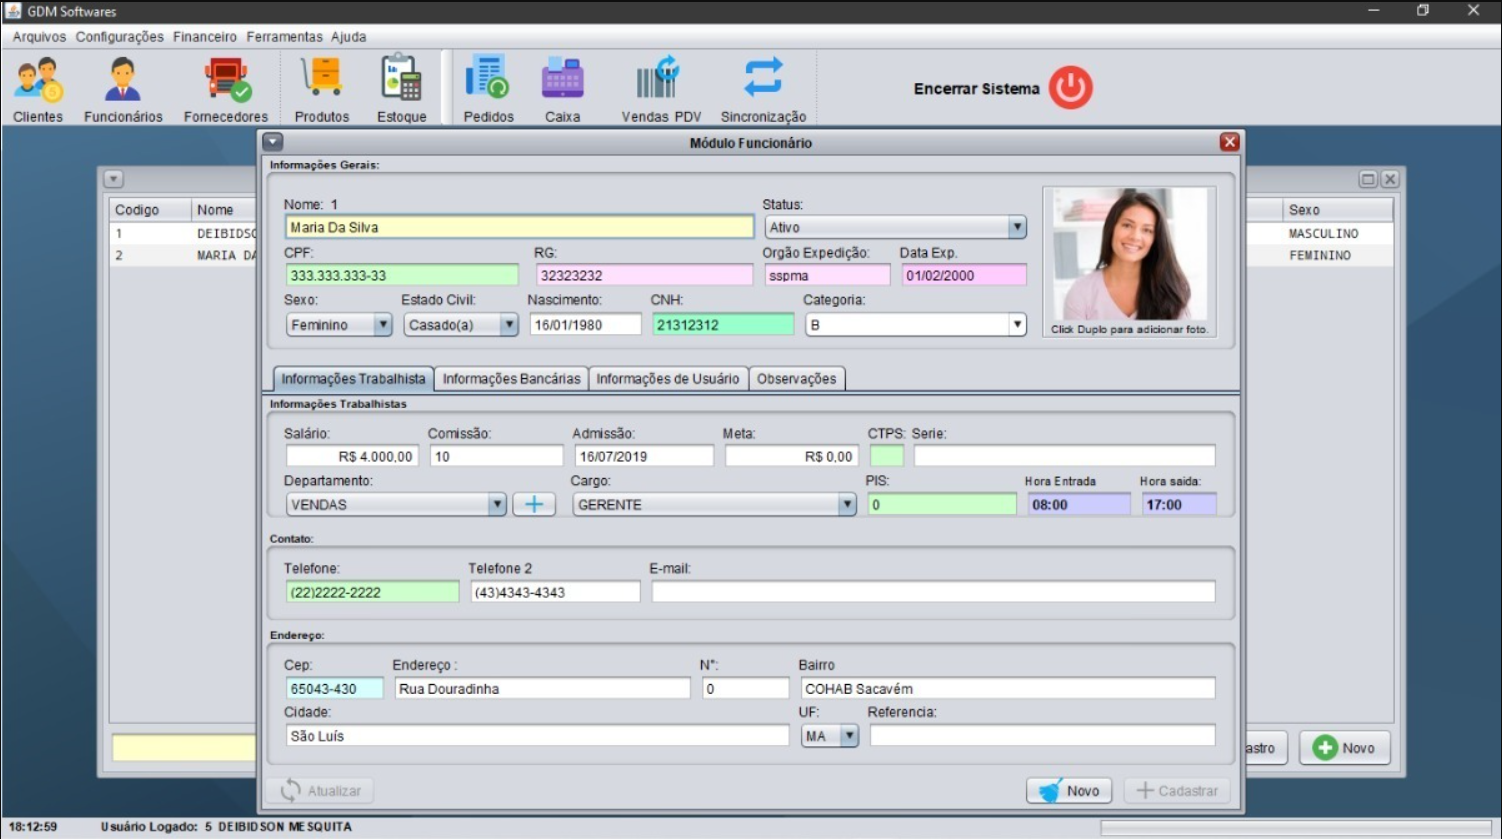 GDM Softwares
Arquivos Configurações Financeiro Ferramentas Ajuda
Clientes Funcionários Fornecedores Produtos Estoque Pedidos Caixa Vendas PDV Sincronização Encerrar Sistema
Módulo Funcionário
Codigo Nome Sexo
1 DEIBIDSO MASCULINO
2 MARIA DA FEMININO
Informações Gerais:
Nome: 1 Status:
Maria Da Silva Ativo
CPF: RG: Orgão Expedição: Data Exp.
333.333.333-33 32323232 sspma 01/02/2000
Sexo: Estado Civil: Nascimento: CNH: Categoria:
Feminino Casado(a) 16/01/1980 21312312 B
Click Duplo para adicionar foto.
Informações Trabalhista Informações Bancárias Informações de Usuário Observações
Informações Trabalhistas
Salário: Comissão: Admissão: Meta: CTPS: Serie:
R$ 4.000,00 10 16/07/2019 R$ 0,00
Departamento: Cargo: PIS: Hora Entrada Hora saida:
VENDAS GERENTE 0 08:00 17:00
Contato:
Telefone: Telefone 2 E-mail:
(22)2222-2222 (43)4343-4343
Endereço:
Cep: Endereço : N°: Bairro
65043-430 Rua Douradinha 0 COHAB Sacavém
Cidade: UF: Referencia:
São Luís MA
astro Novo
Atualizar Novo Cadastrar
18:12:59 Usuário Logado: 5 DEIBIDSON MESQUITA